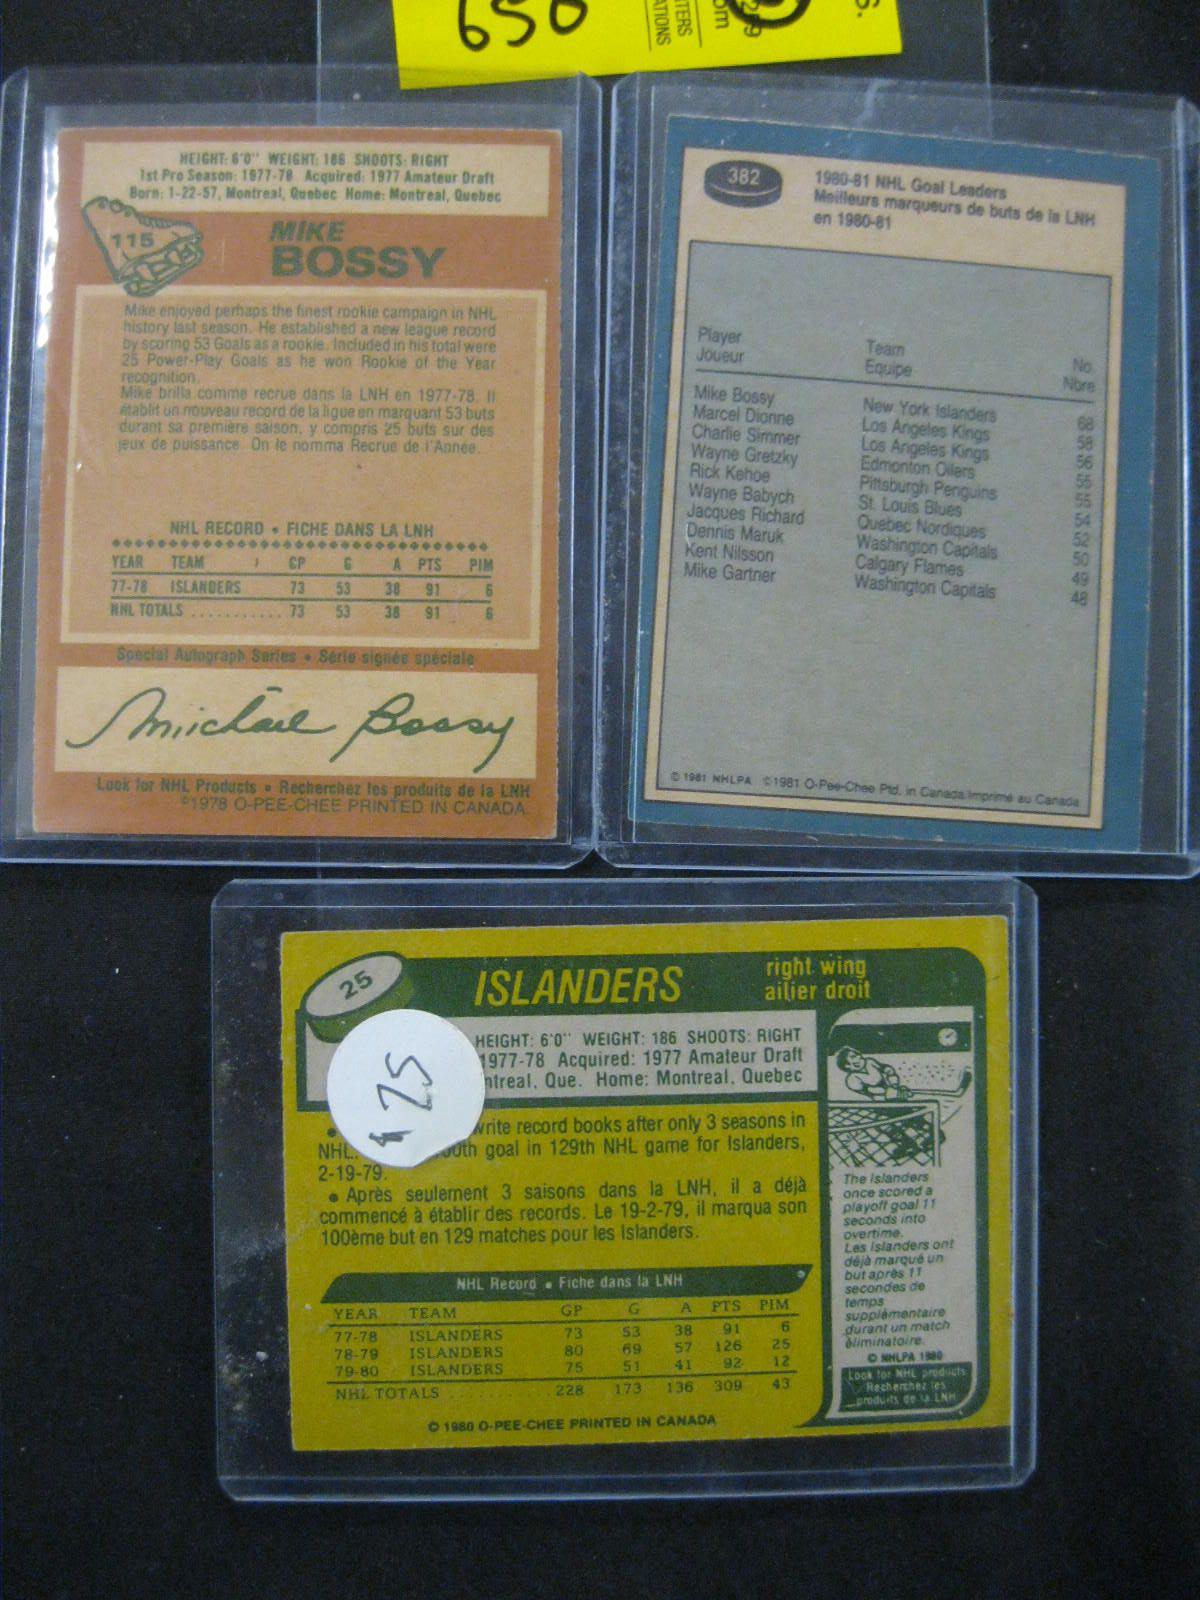 650
S.
ITERS
ATIONS
om
259
HEIGHT: 6'0" WEIGHT: 186 SHOOTS: RIGHT
1st Pro Season: 1977-78 Acquired: 1977 Amateur Draft
Born: 1-22-57, Montreal, Quebec Home: Montreal, Quebec
115
MIKE
BOSSY
Mike enjoyed perhaps the finest rookie campaign in NHL
history last season. He established a new league record
by scoring 53 Goals as a rookie. Included in his total were
25 Power-Play Goals as he won Rookie of the Year
recognition.
Mike brilla comme recrue dans la LNH en 1977-78. Il
établit un nouveau record de la ligue en marquant 53 buts
durant sa première saison, y compris 25 buts sur des
jeux de puissance. On le nomma Recrue de l'Année.
NHL RECORD • FICHE DANS LA LNH
YEAR TEAM GP G A PTS PIM
77-78 ISLANDERS 73 53 38 91 6
NHL TOTALS ........... 73 53 38 91 6
Special Autograph Series • Série signée spéciale
Michael Bossy
Look for NHL Products • Recherchez les produits de la LNH
©1978 O-PEE-CHEE PRINTED IN CANADA
382
1980-81 NHL Goal Leaders
Meilleurs marqueurs de buts de la LNH
en 1980-81
Player Team No.
Joueur Equipe Nbre
Mike Bossy New York Islanders 68
Marcel Dionne Los Angeles Kings 58
Charlie Simmer Los Angeles Kings 56
Wayne Gretzky Edmonton Oilers 55
Rick Kehoe Pittsburgh Penguins 55
Wayne Babych St. Louis Blues 54
Jacques Richard Quebec Nordiques 52
Dennis Maruk Washington Capitals 50
Kent Nilsson Calgary Flames 49
Mike Gartner Washington Capitals 48
© 1981 NHLPA ©1981 O-Pee-Chee Ptd. in Canada/Imprimé au Canada
25
ISLANDERS
right wing
ailier droit
HEIGHT: 6'0" WEIGHT: 186 SHOOTS: RIGHT
1977-78 Acquired: 1977 Amateur Draft
ntreal, Que. Home: Montreal, Quebec
$25
• write record books after only 3 seasons in
NHL. 00th goal in 129th NHL game for Islanders,
2-19-79.
• Après seulement 3 saisons dans la LNH, il a déjà
commencé à établir des records. Le 19-2-79, il marqua son
100ème but en 129 matches pour les Islanders.
NHL Record • Fiche dans la LNH
YEAR TEAM GP G A PTS PIM
77-78 ISLANDERS 73 53 38 91 6
78-79 ISLANDERS 80 69 57 126 25
79-80 ISLANDERS 75 51 41 92 12
NHL TOTALS ........... 228 173 136 309 43
© 1980 O-PEE-CHEE PRINTED IN CANADA
The Islanders
once scored a
playoff goal 11
seconds into
overtime.
Les Islanders ont
déjà marqué un
but après 11
secondes de
temps
supplémentaire
durant un match
éliminatoire.
© NHLPA 1980
Look for NHL products
Recherchez les
produits de la LNH